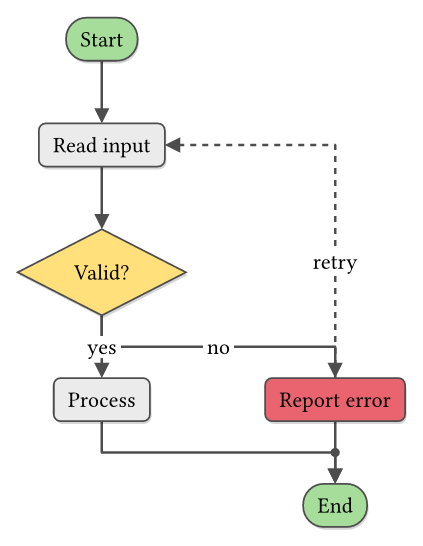 Start
Read input
retry
Valid?
yes
no
Process
Report error
End